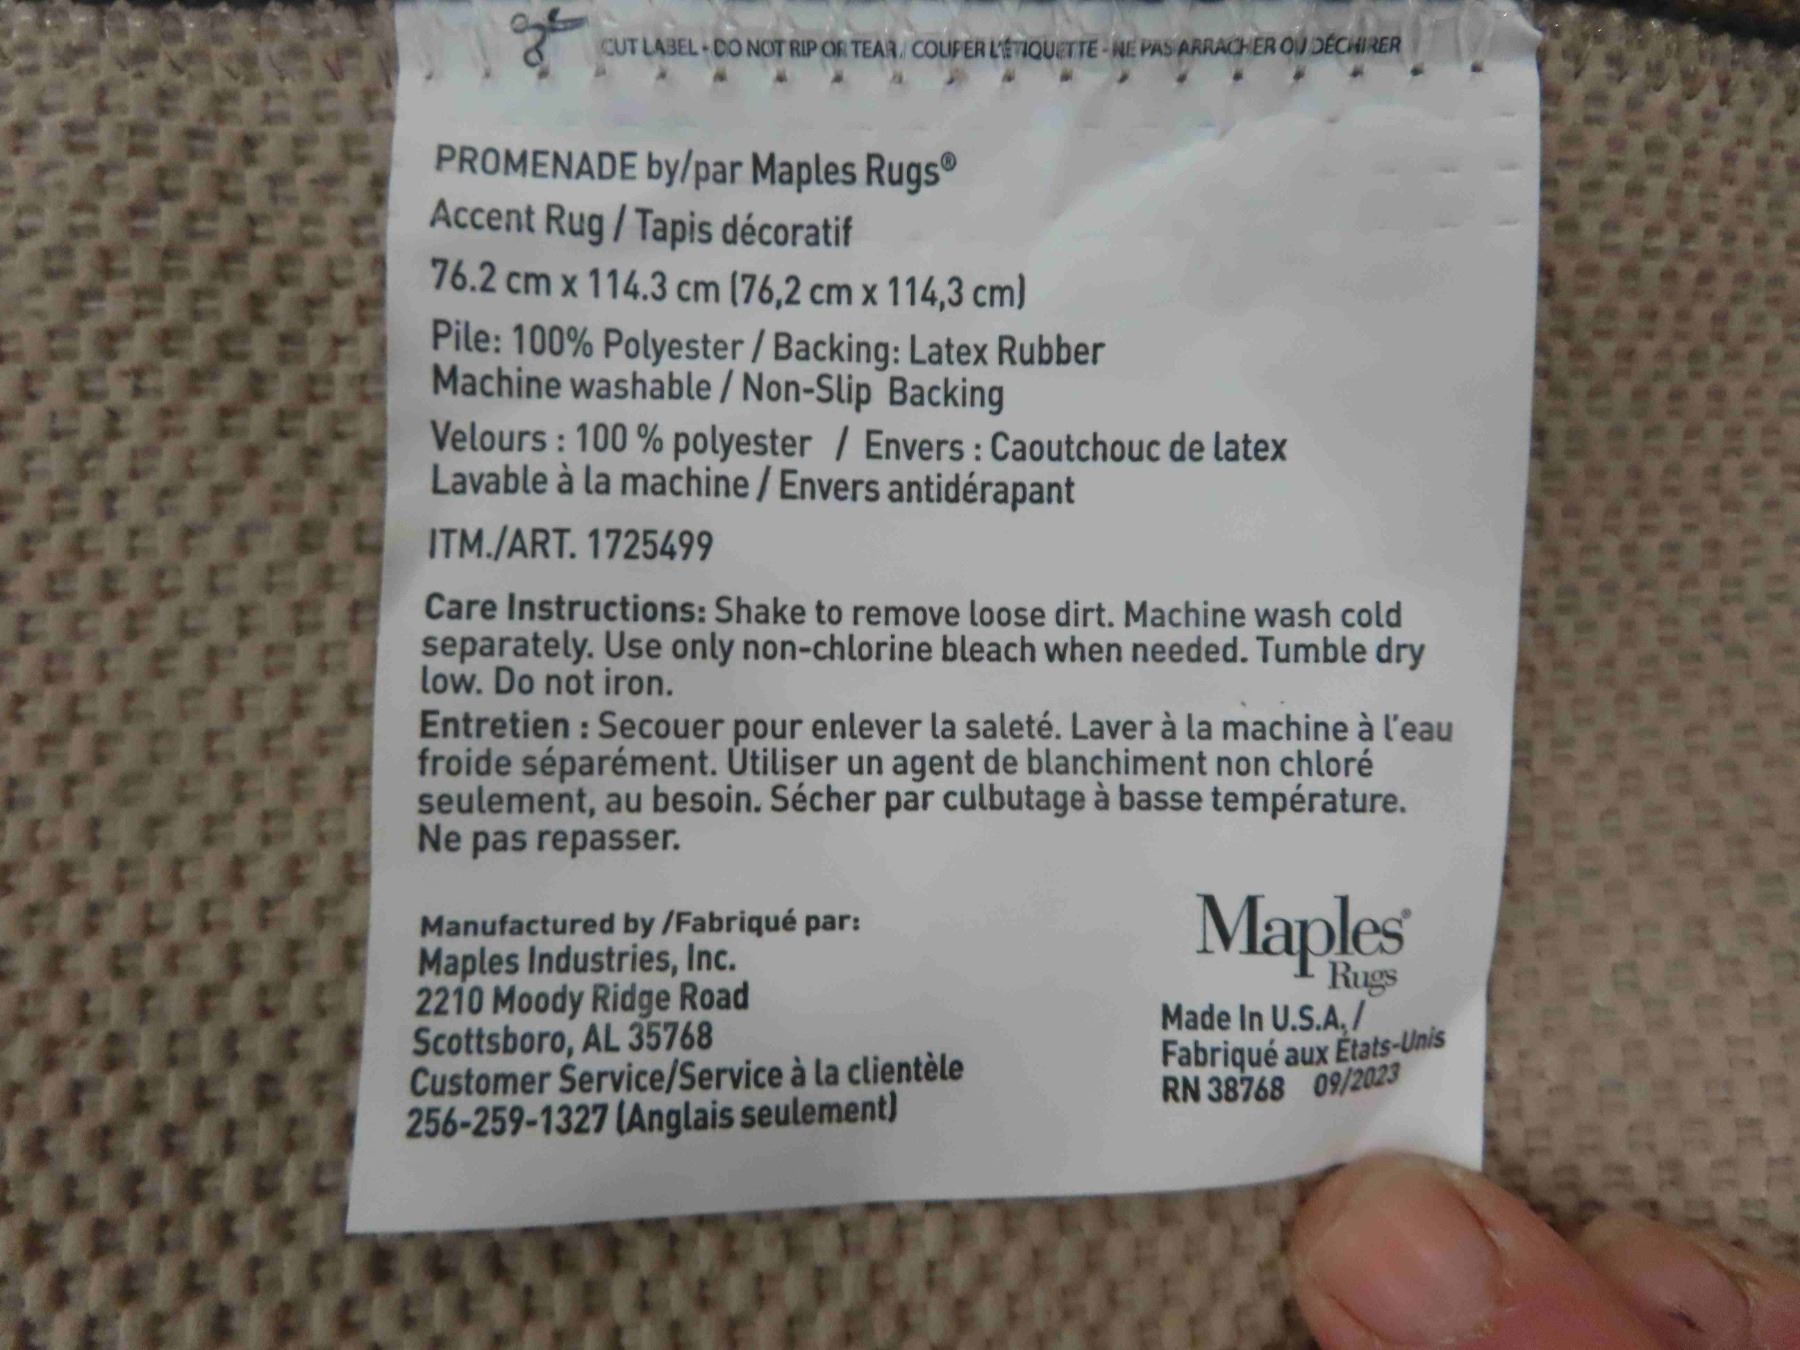 CUT LABEL - DO NOT RIP OR TEAR / COUPER L'ÉTIQUETTE - NE PAS ARRACHER OU DÉCHIRER
PROMENADE by/par Maples Rugs®
Accent Rug / Tapis décoratif
76.2 cm x 114.3 cm (76,2 cm x 114,3 cm)
Pile: 100% Polyester / Backing: Latex Rubber
Machine washable / Non-Slip Backing
Velours : 100 % polyester / Envers : Caoutchouc de latex
Lavable à la machine / Envers antidérapant
ITM./ART. 1725499
Care Instructions: Shake to remove loose dirt. Machine wash cold
separately. Use only non-chlorine bleach when needed. Tumble dry
low. Do not iron.
Entretien : Secouer pour enlever la saleté. Laver à la machine à l'eau
froide séparément. Utiliser un agent de blanchiment non chloré
seulement, au besoin. Sécher par culbutage à basse température.
Ne pas repasser.
Manufactured by /Fabriqué par:
Maples Industries, Inc.
2210 Moody Ridge Road
Scottsboro, AL 35768
Customer Service/Service à la clientèle
256-259-1327 (Anglais seulement)
Maples®
Rugs
Made In U.S.A. /
Fabriqué aux États-Unis
RN 38768 09/2023